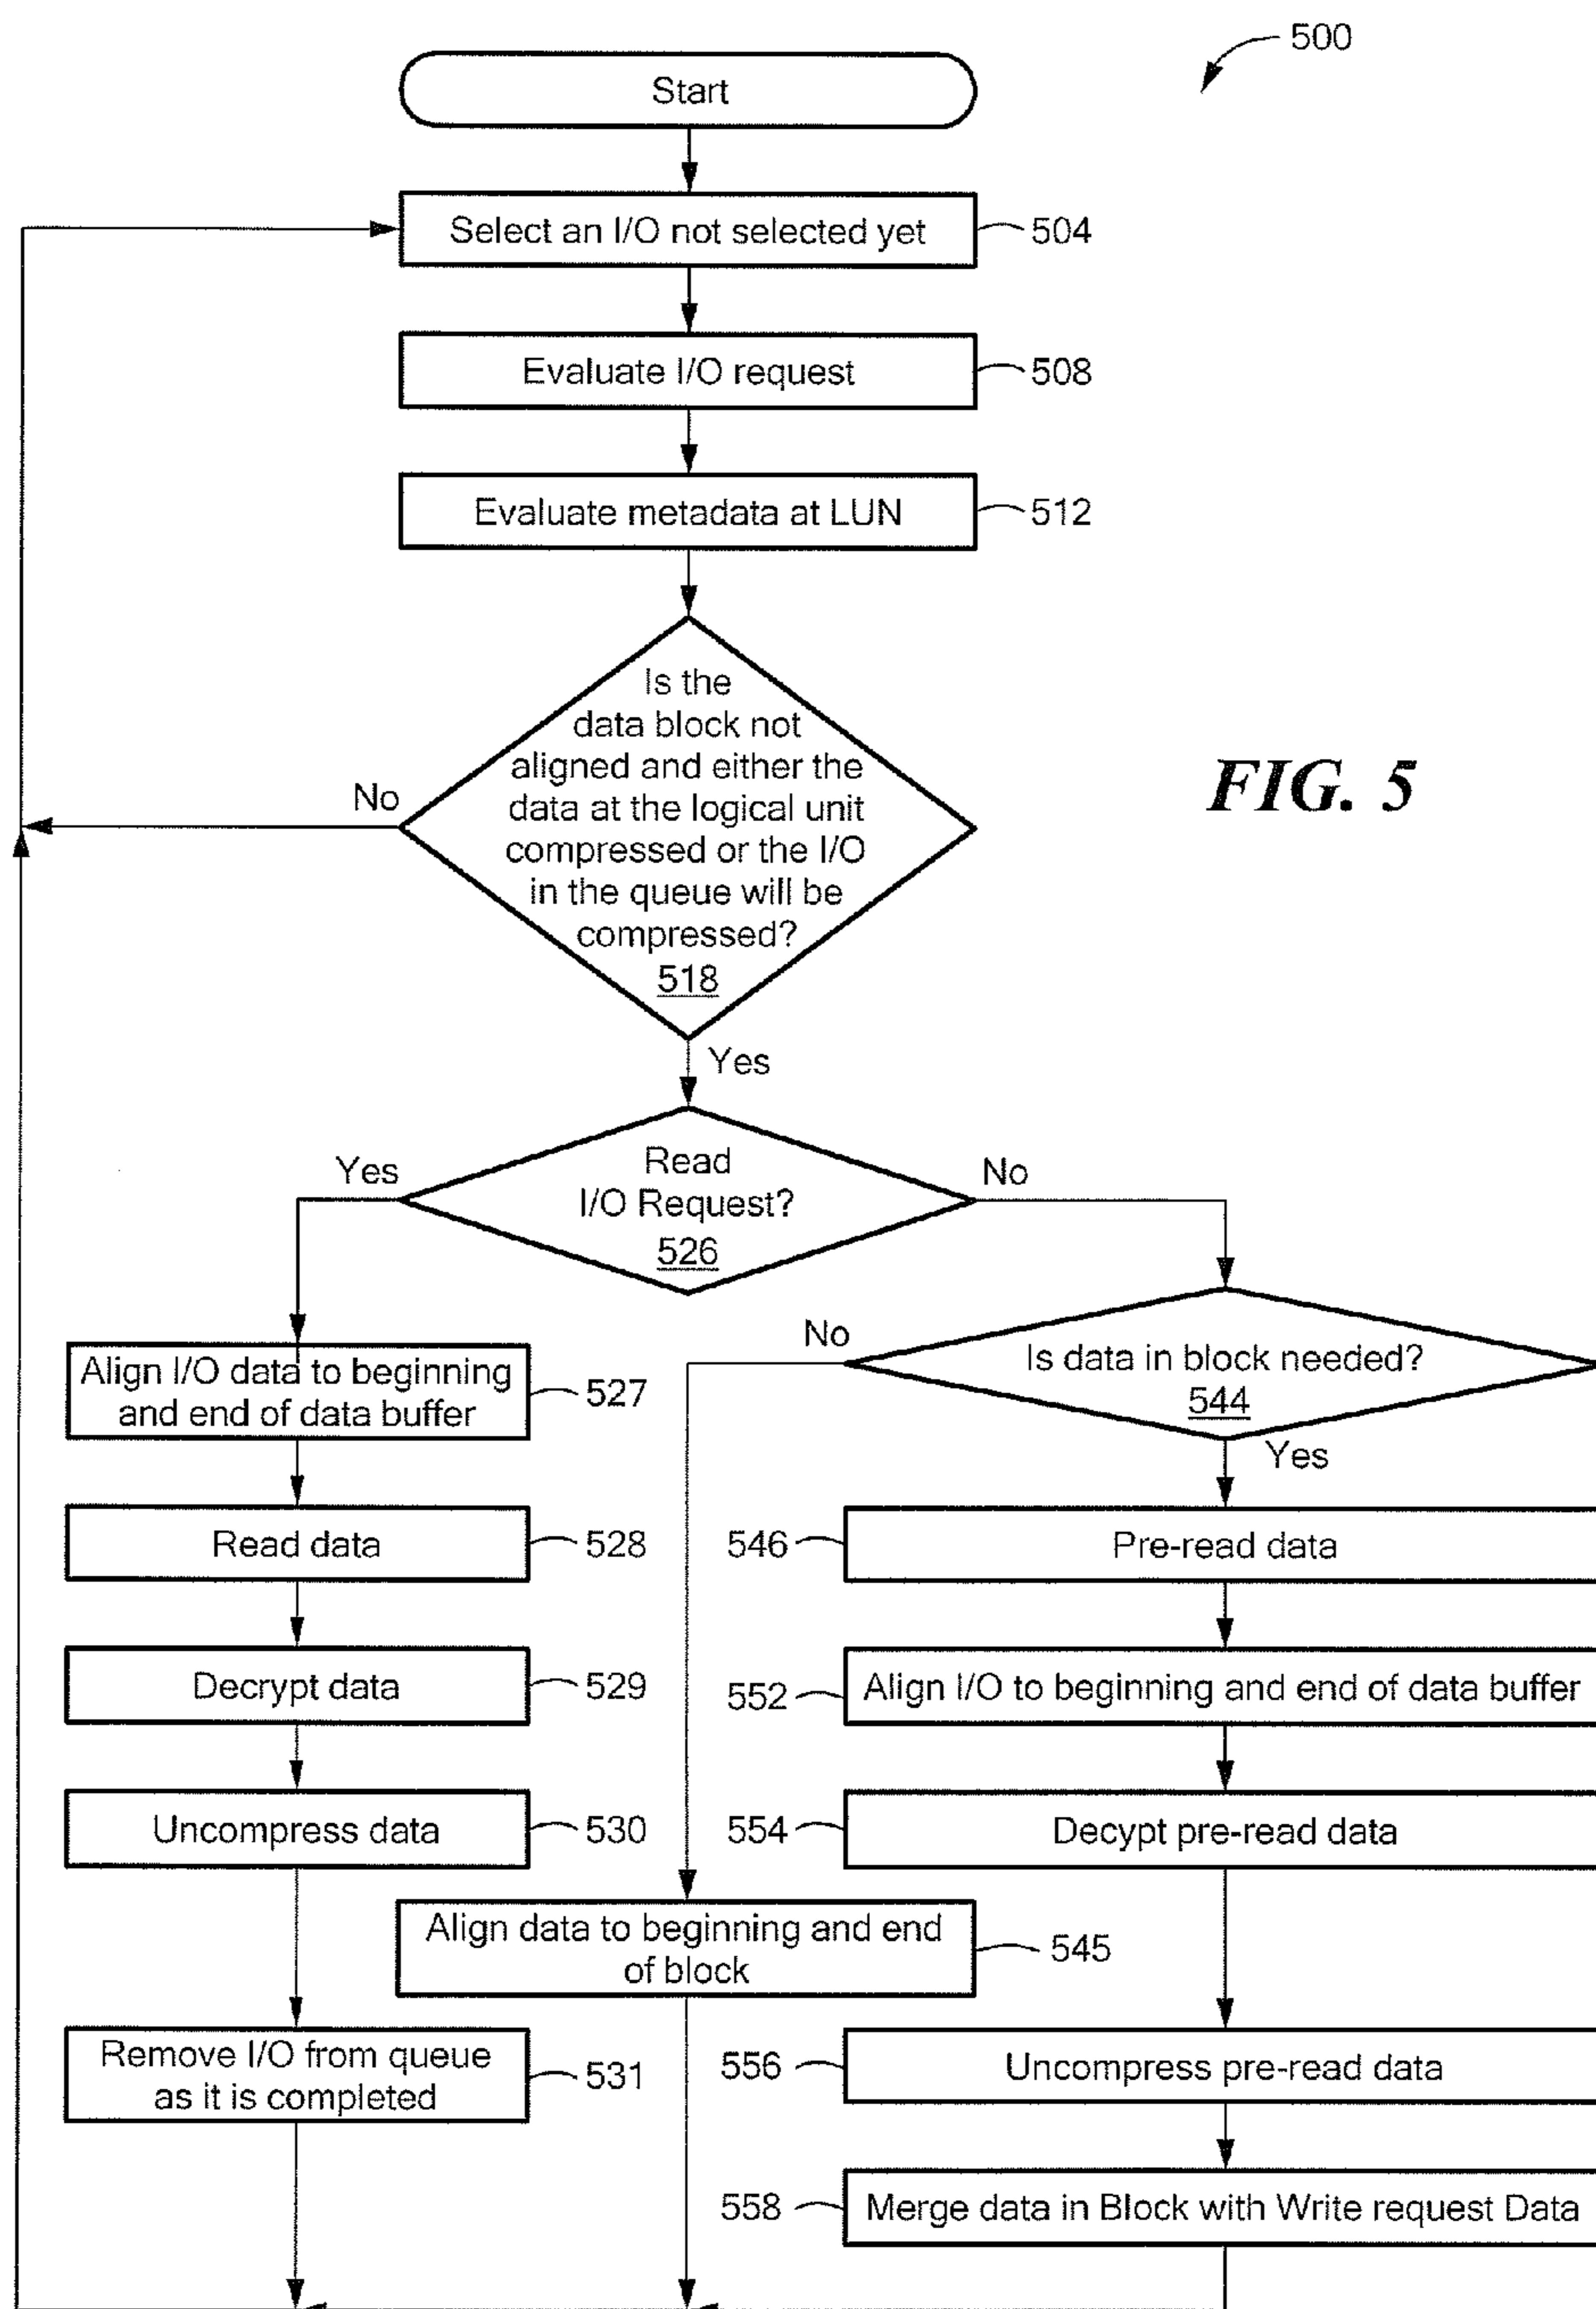 500
Start
Select an I/O not selected yet
504
Evaluate I/O request
508
Evaluate metadata at LUN
512
Is the
data block not
aligned and either the
data at the logical unit
compressed or the I/O
in the queue will be
compressed?
518
No
FIG. 5
Yes
Read
I/O Request?
526
Yes
No
Is data in block needed?
544
No
Yes
Align I/O data to beginning
and end of data buffer
527
Read data
528
546
Pre-read data
Decrypt data
529
552
Align I/O to beginning and end of data buffer
Uncompress data
530
554
Decypt pre-read data
Align data to beginning and end
of block
545
Remove I/O from queue
as it is completed
531
556
Uncompress pre-read data
558
Merge data in Block with Write request Data